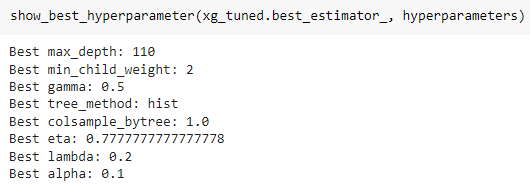 show_best_hyperparameter(xg_tuned.best_estimator_, hyperparameters)
Best max_depth: 110
Best min_child_weight: 2
Best gamma: 0.5
Best tree_method: hist
Best colsample_bytree: 1.0
Best eta: 0.7777777777777778
Best lambda: 0.2
Best alpha: 0.1